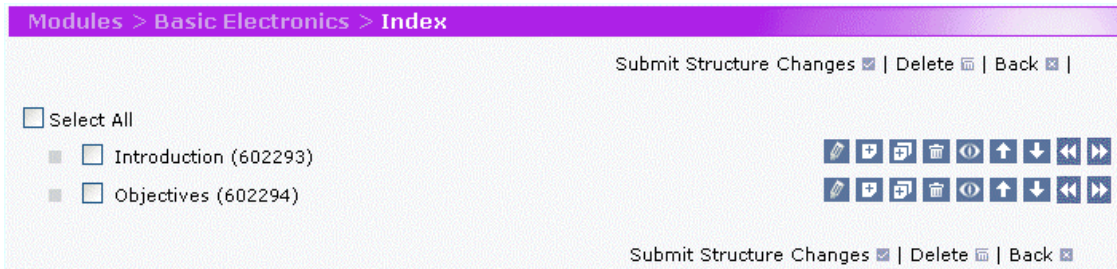 Modules > Basic Electronics > Index
Submit Structure Changes | Delete | Back |
Select All
Introduction (602293)
Objectives (602294)
Submit Structure Changes | Delete | Back